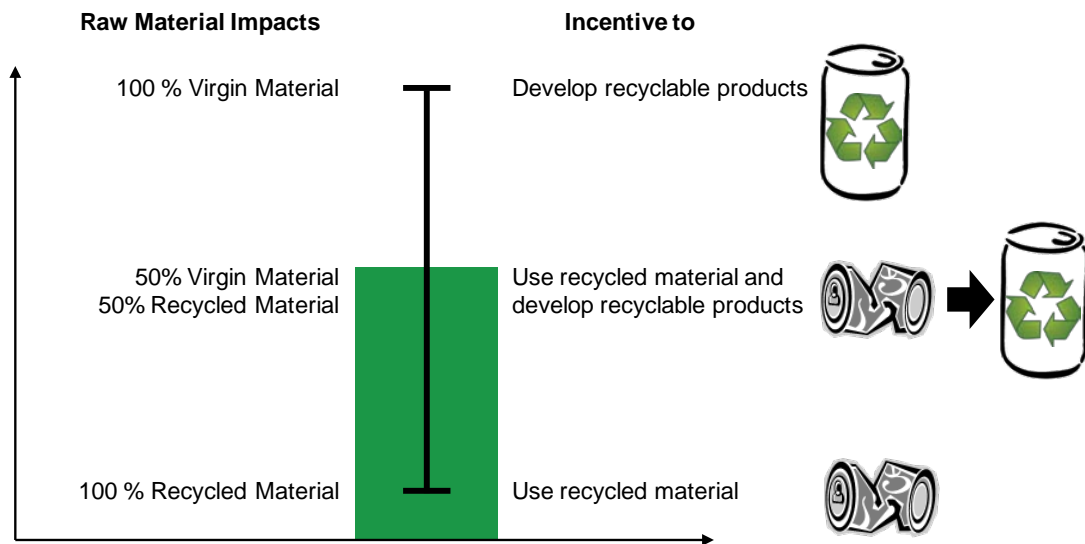 Raw Material Impacts
Incentive to
100 % Virgin Material
Develop recyclable products
50% Virgin Material
50% Recycled Material
Use recycled material and
develop recyclable products
100 % Recycled Material
Use recycled material